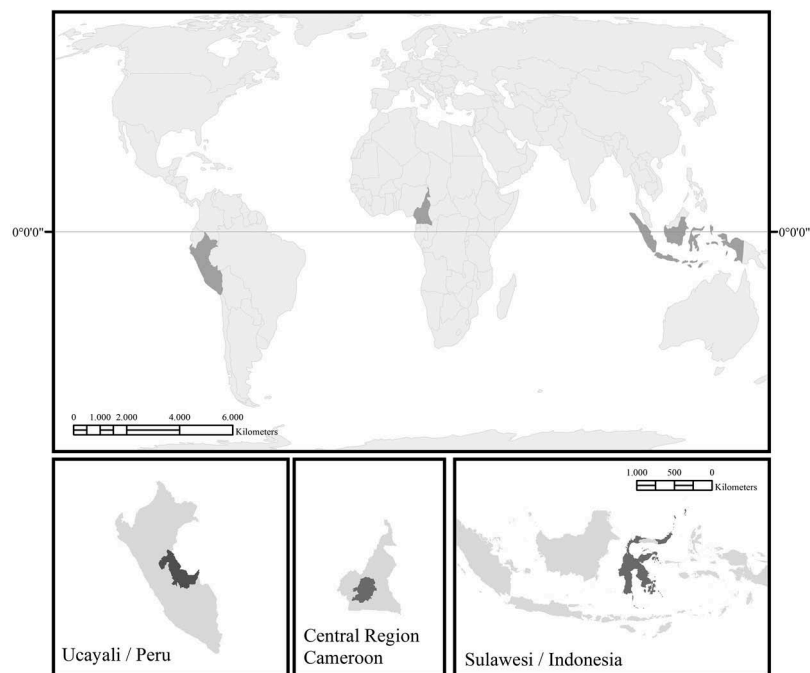 0°0'0"
0°0'0"
0 1.000 2.000 4.000 6.000
Kilometers
1.000 500 0
Kilometers
Ucayali / Peru
Central Region
Cameroon
Sulawesi / Indonesia